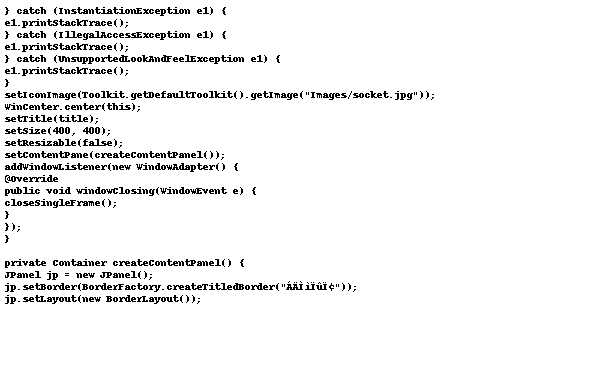 } catch (InstantiationException e1) {
e1.printStackTrace();
} catch (IllegalAccessException e1) {
e1.printStackTrace();
} catch (UnsupportedLookAndFeelException e1) {
e1.printStackTrace();
}
setIconImage(Toolkit.getDefaultToolkit().getImage("Images/socket.jpg"));
WinCenter.center(this);
setTitle(title);
setSize(400, 400);
setResizable(false);
setContentPane(createContentPanel());
addWindowListener(new WindowAdapter() {
@Override
public void windowClosing(WindowEvent e) {
closeSingleFrame();
}
});
}
private Container createContentPanel() {
JPanel jp = new JPanel();
jp.setBorder(BorderFactory.createTitledBorder("ÁÄÌìÏûÏ¢"));
jp.setLayout(new BorderLayout());